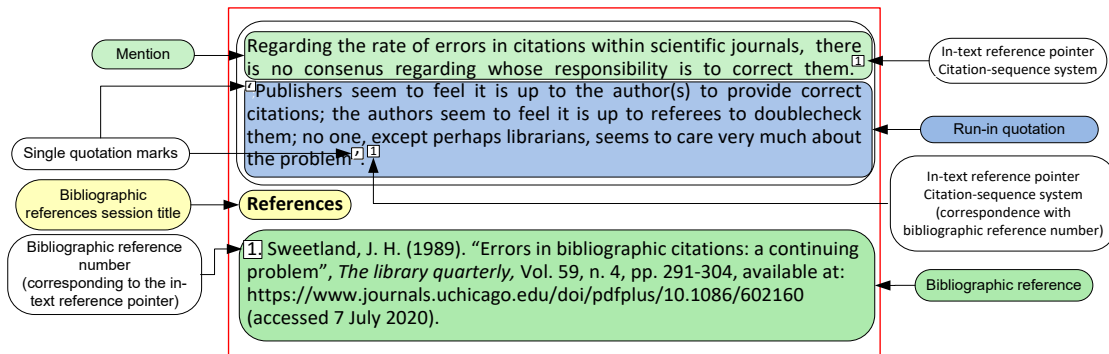 Mention
Regarding the rate of errors in citations within scientific journals, there
is no consenus regarding whose responsibility is to correct them.1
‘Publishers seem to feel it is up to the author(s) to provide correct
citations; the authors seem to feel it is up to referees to doublecheck
them; no one, except perhaps librarians, seems to care very much about
the problem’.1
In-text reference pointer
Citation-sequence system
Run-in quotation
Single quotation marks
In-text reference pointer
Citation-sequence system
(correspondence with
bibliographic reference number)
Bibliographic
references session title
References
Bibliographic reference
number
(corresponding to the in-
text reference pointer)
1. Sweetland, J. H. (1989). “Errors in bibliographic citations: a continuing
problem”, The library quarterly, Vol. 59, n. 4, pp. 291-304, available at:
https://www.journals.uchicago.edu/doi/pdfplus/10.1086/602160
(accessed 7 July 2020).
Bibliographic reference